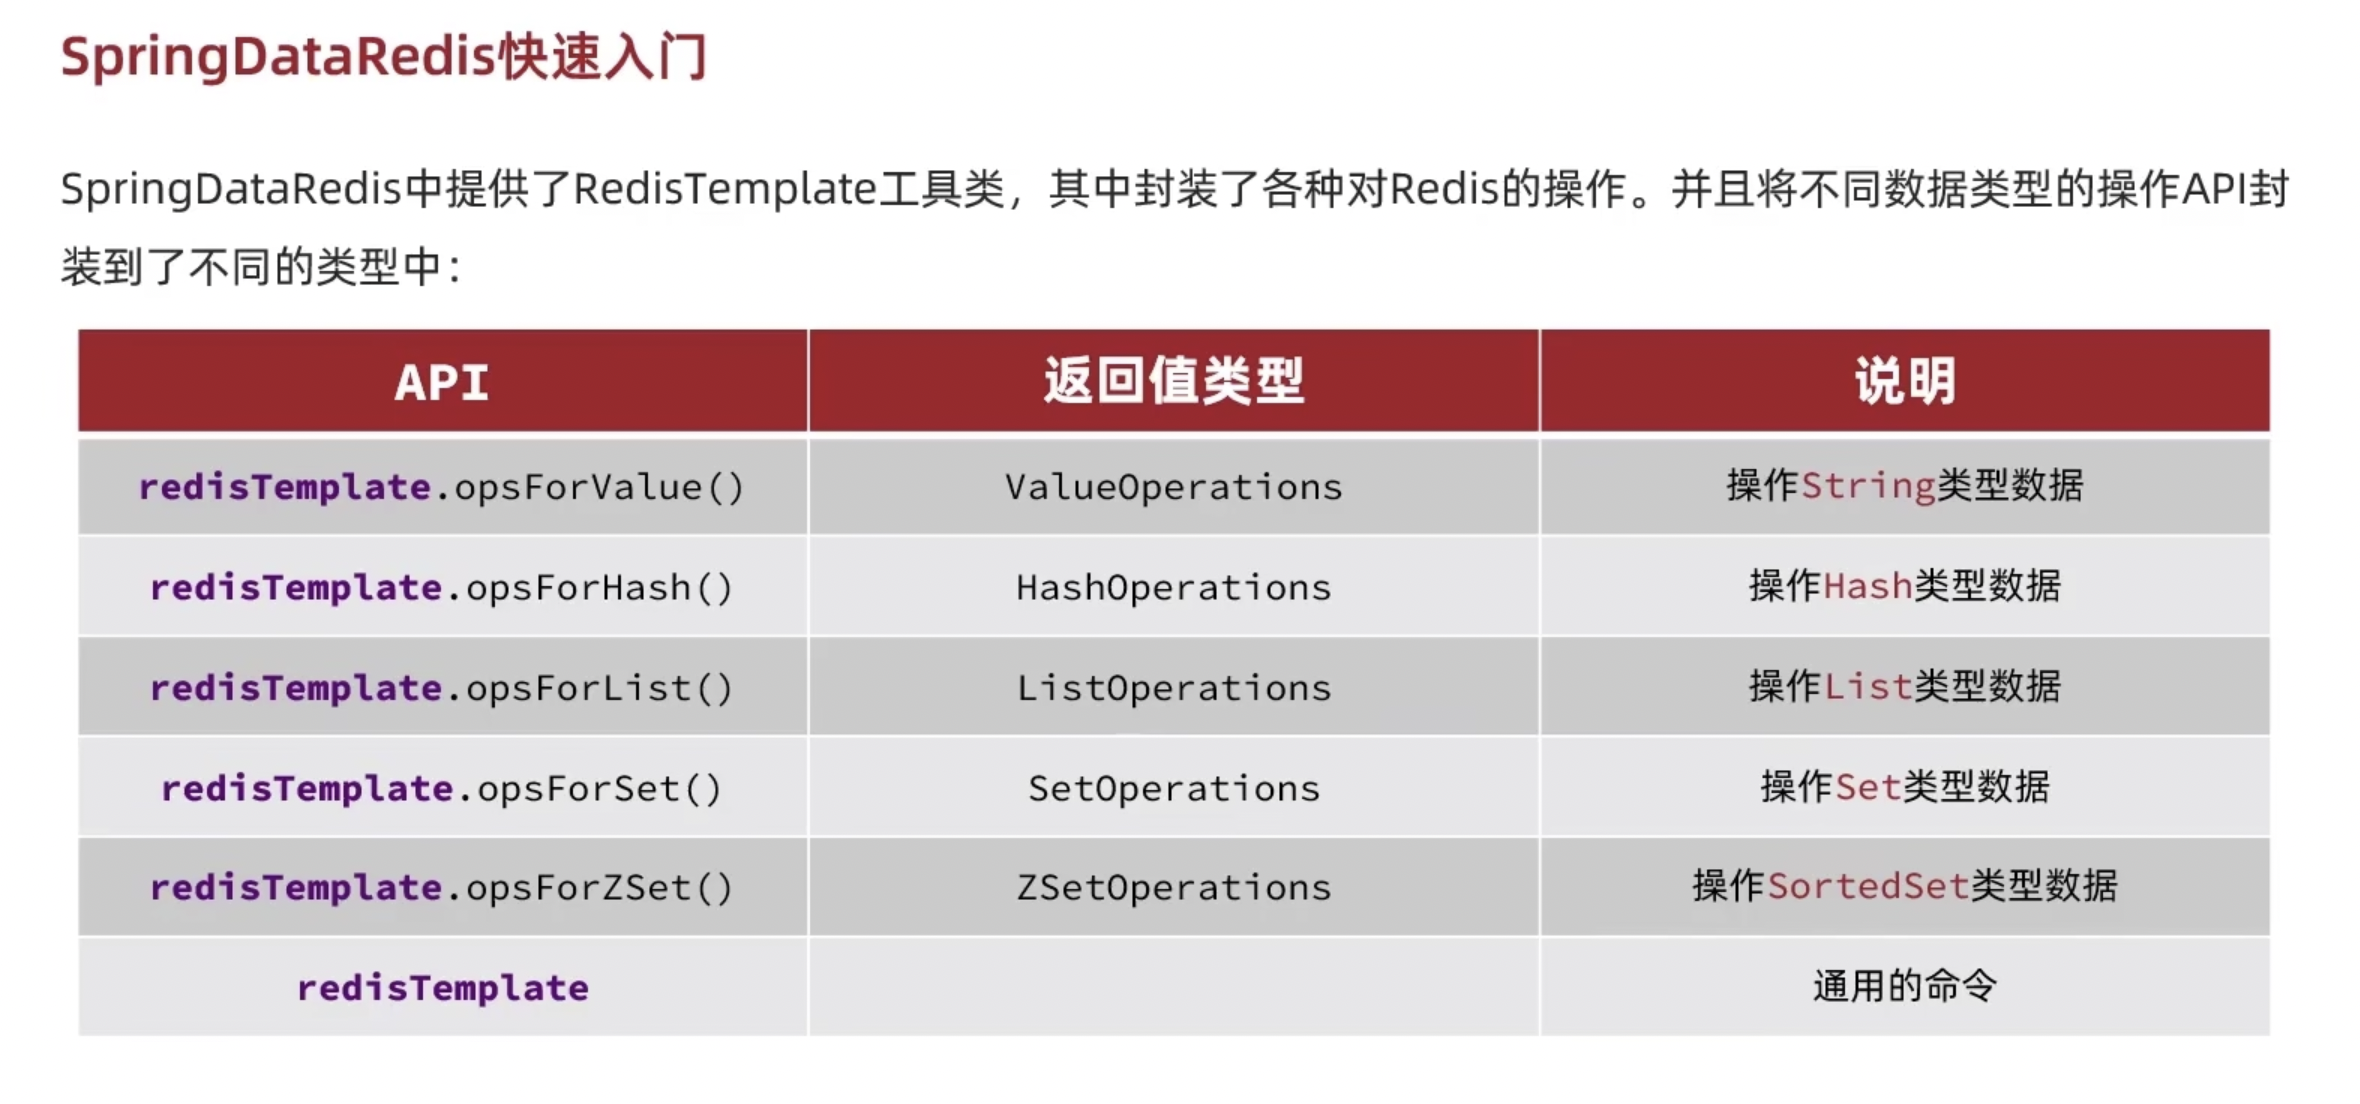 SpringDataRedis快速入门
SpringDataRedis中提供了RedisTemplate工具类，其中封装了各种对Redis的操作。并且将不同数据类型的操作API封
装到了不同的类型中：
API 返回值类型 说明
redisTemplate.opsForValue() ValueOperations 操作String类型数据
redisTemplate.opsForHash() HashOperations 操作Hash类型数据
redisTemplate.opsForList() ListOperations 操作List类型数据
redisTemplate.opsForSet() SetOperations 操作Set类型数据
redisTemplate.opsForZSet() ZSetOperations 操作SortedSet类型数据
redisTemplate 通用的命令